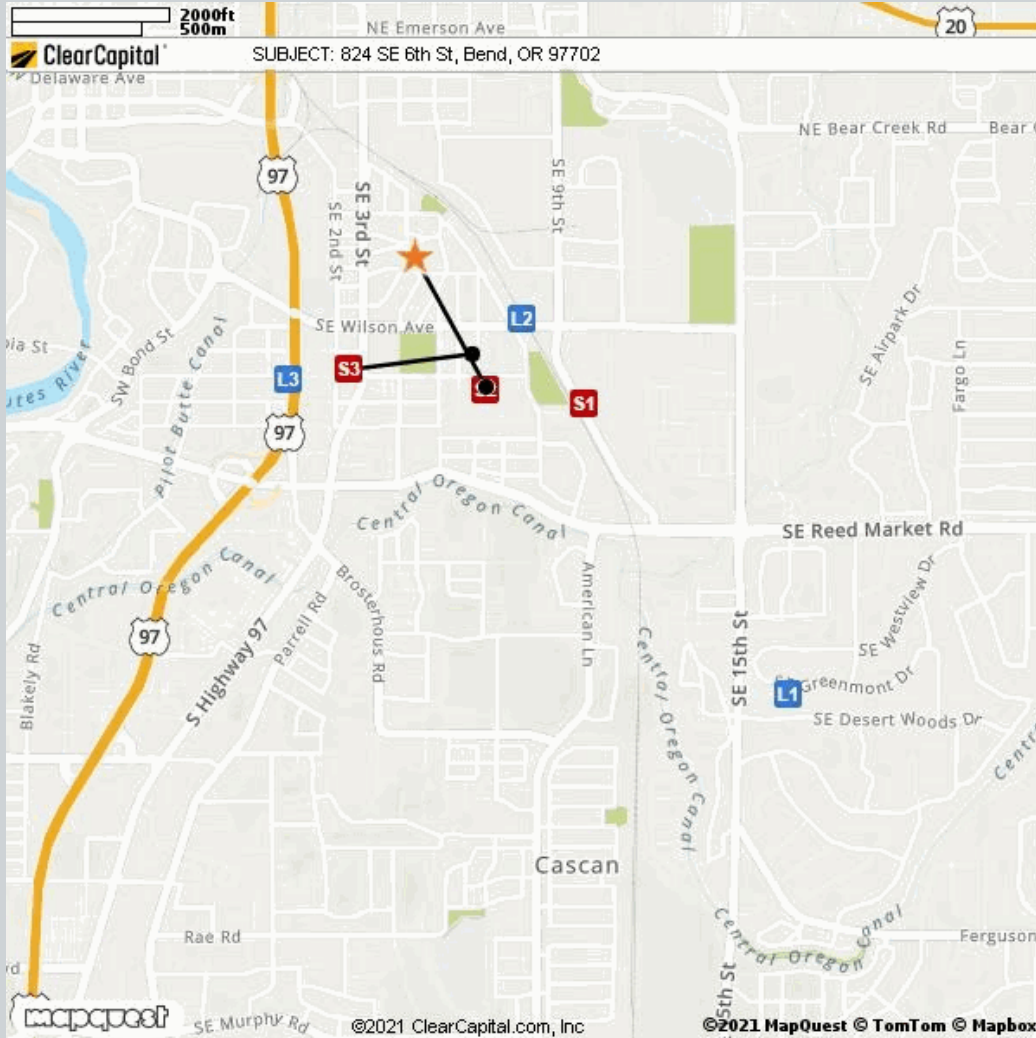 2000ft
500m
NE Emerson Ave
20
ClearCapital
SUBJECT: 824 SE 6th St, Bend, OR 97702
Delaware Ave
NE Bear Creek Rd
Bear
97
SE 3rd St
SE 2nd St
SE 9th St
L2
SE Wilson Ave
SW Bond St
Pilot Butte Canal
SE Airpark Dr
Fargo Ln
S3
L3
S2
S1
97
Central Oregon Canal
SE Reed Market Rd
Central Oregon Canal
Brosterhous Rd
Parrell Rd
American Ln
SE Westview Dr
97
S Highway 97
Blakely Rd
SE 15th St
Central Oregon Canal
L1
Greenmont Dr
SE Desert Woods Dr
Cascan
Rae Rd
Central Oregon Canal
Ferguson
mapquest
SE Murphy Rd
©2021 ClearCapital.com, Inc
©2021 MapQuest © TomTom © Mapbox